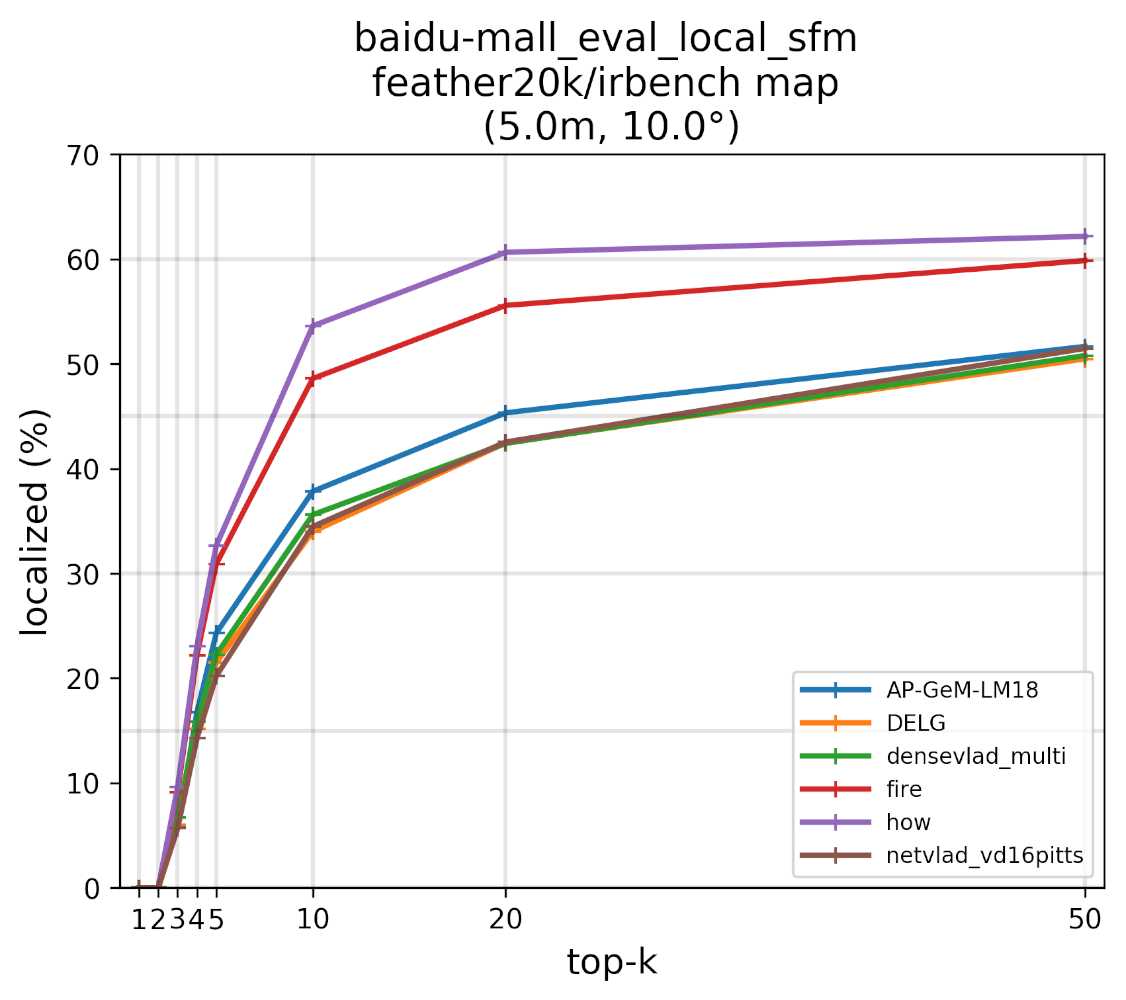 baidu-mall_eval_local_sfm
feather20k/irbench map
(5.0m, 10.0°)
70
60
50
40
30
20
10
0
localized (%)
AP-GeM-LM18
DELG
densevlad_multi
fire
how
netvlad_vd16pitts
1 2 3 4 5 10 20 50
top-k